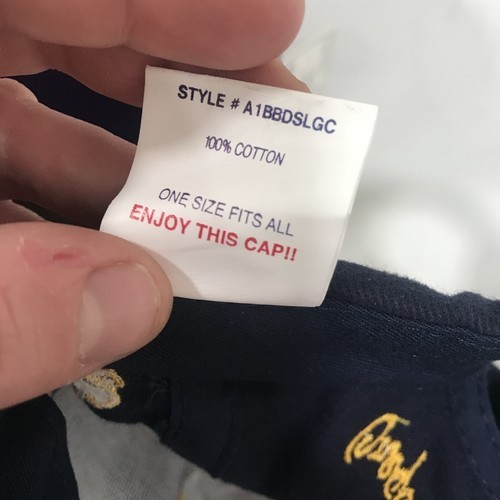 STYLE # A1BBDSLGC
100% COTTON
ONE SIZE FITS ALL
ENJOY THIS CAP!!